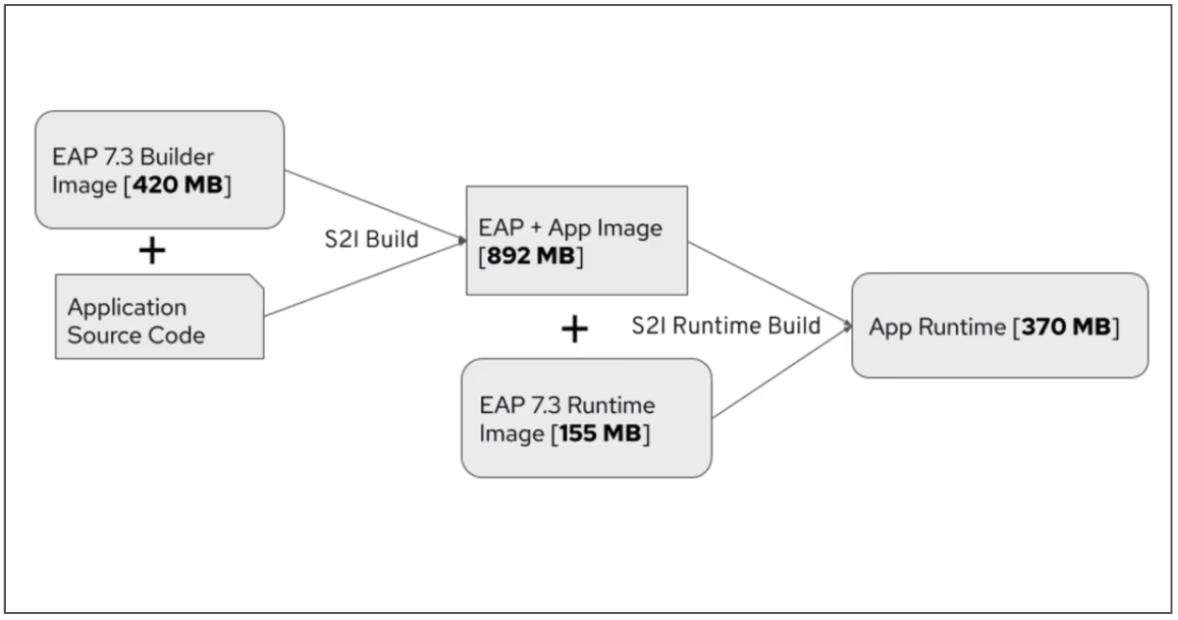 EAP 7.3 Builder
Image [420 MB]
+
Application
Source Code
S2I Build
EAP + App Image
[892 MB]
+
EAP 7.3 Runtime
Image [155 MB]
S2I Runtime Build
App Runtime [370 MB]